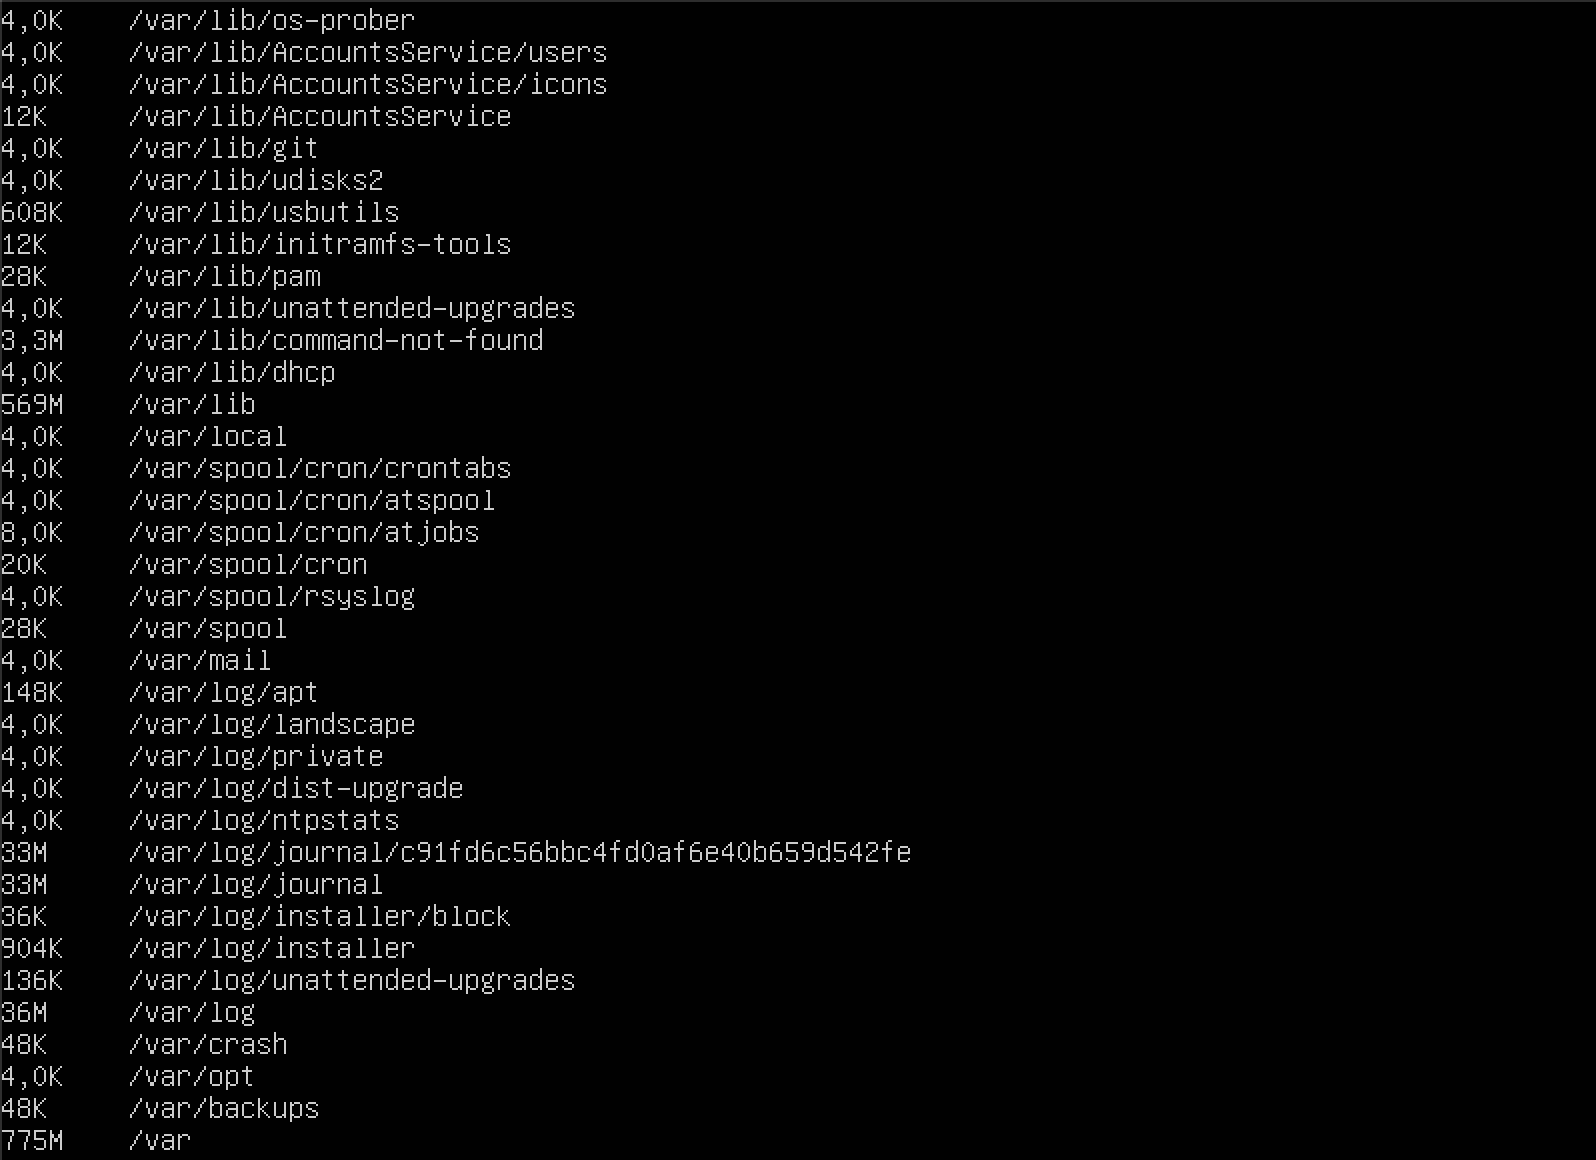 4,0K /var/lib/os-prober
4,0K /var/lib/AccountsService/users
4,0K /var/lib/AccountsService/icons
12K /var/lib/AccountsService
4,0K /var/lib/git
4,0K /var/lib/udisks2
608K /var/lib/usbutils
12K /var/lib/initramfs-tools
28K /var/lib/pam
4,0K /var/lib/unattended-upgrades
3,3M /var/lib/command-not-found
4,0K /var/lib/dhcp
569M /var/lib
4,0K /var/local
4,0K /var/spool/cron/crontabs
4,0K /var/spool/cron/atspool
8,0K /var/spool/cron/atjobs
20K /var/spool/cron
4,0K /var/spool/rsyslog
28K /var/spool
4,0K /var/mail
148K /var/log/apt
4,0K /var/log/landscape
4,0K /var/log/private
4,0K /var/log/dist-upgrade
4,0K /var/log/ntpstats
33M /var/log/journal/c91fd6c56bbc4fd0af6e40b659d542fe
33M /var/log/journal
36K /var/log/installer/block
904K /var/log/installer
136K /var/log/unattended-upgrades
36M /var/log
48K /var/crash
4,0K /var/opt
48K /var/backups
775M /var